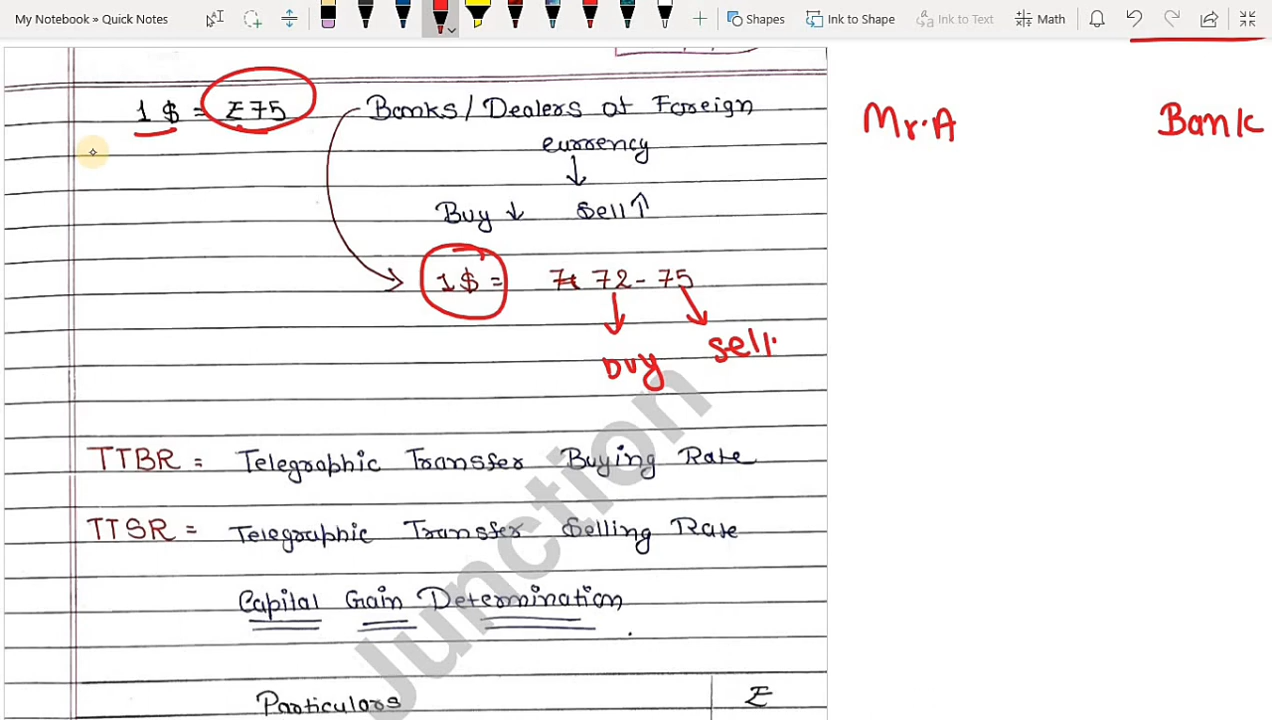 My Notebook » Quick Notes
Shapes
Ink to Shape
Ink to Text
Math
1 $ = ₹75
Banks/Dealers of Foreign
currency
Buy ↓ Sell ↑
1 $ = 72 - 75
buy
sell
Mr. A
Bank
TTBR = Telegraphic Transfer Buying Rate
TTSR = Telegraphic Transfer Selling Rate
Capital Gain Determination
Particulars
₹
Junction